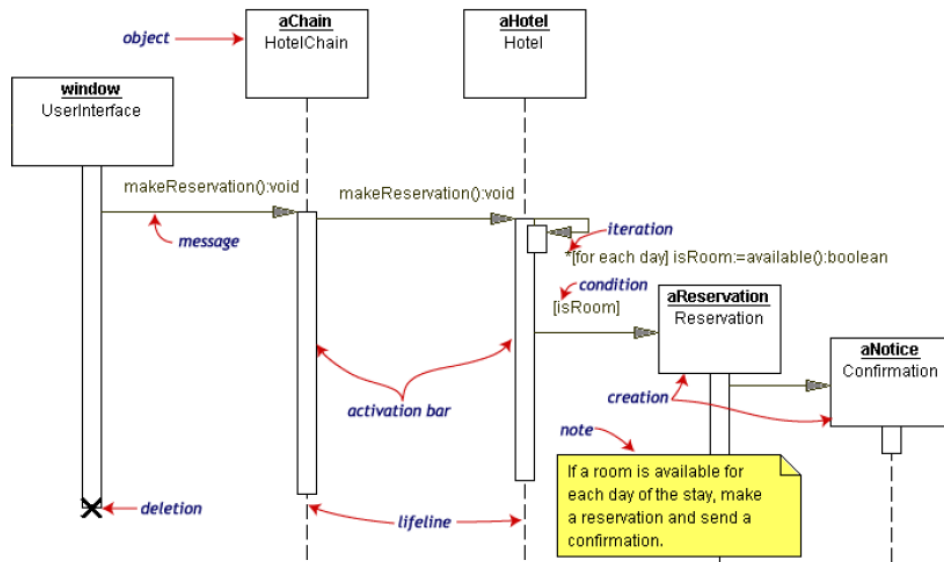 aChain
HotelChain
aHotel
Hotel
object
window
UserInterface
makeReservation():void
makeReservation():void
message
iteration
*[for each day] isRoom:=available():boolean
condition
[isRoom]
aReservation
Reservation
aNotice
Confirmation
activation bar
creation
note
If a room is available for
each day of the stay, make
a reservation and send a
confirmation.
deletion
lifeline